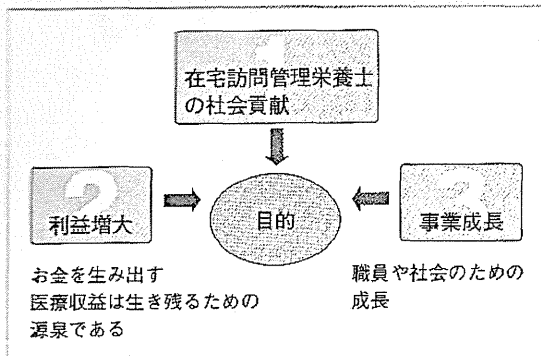 1
在宅訪問管理栄養士
の社会貢献
2
利益増大
目的
3
事業成長
お金を生み出す
医療収益は生き残るための
源泉である
職員や社会のための
成長